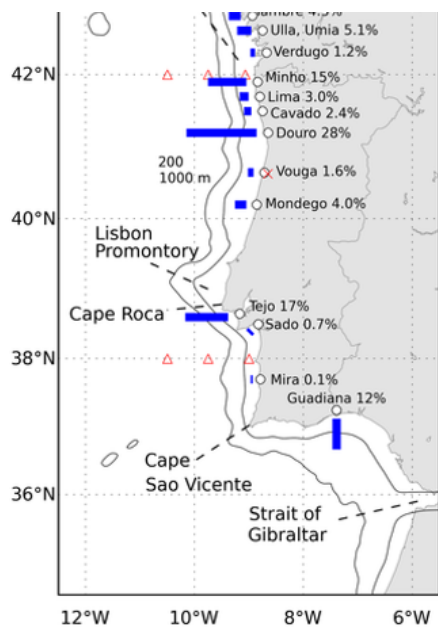 Ulla, Umia 5.1%
Verdugo 1.2%
42°N
Minho 15%
Lima 3.0%
Cavado 2.4%
Douro 28%
200
1000 m
Vouga 1.6%
40°N
Mondego 4.0%
Lisbon
Promontory
Cape Roca
Tejo 17%
Sado 0.7%
38°N
Mira 0.1%
Guadiana 12%
Cape
Sao Vicente
36°N
Strait of
Gibraltar
12°W
10°W
8°W
6°W